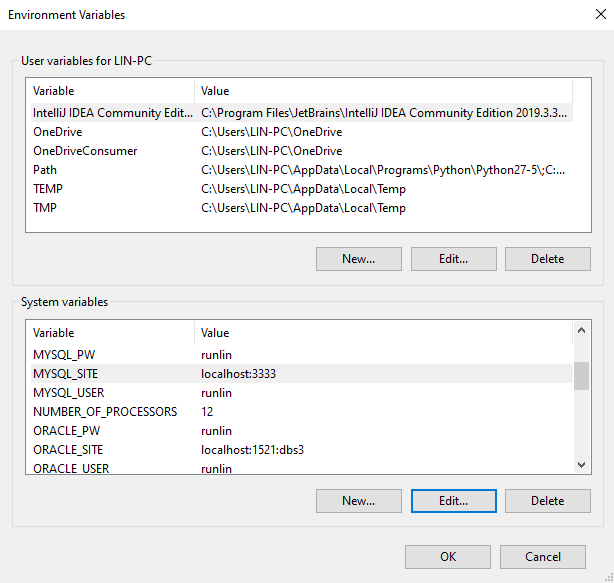 Environment Variables
User variables for LIN-PC
Variable Value
IntelliJ IDEA Community Edit... C:\Program Files\JetBrains\IntelliJ IDEA Community Edition 2019.3.3...
OneDrive C:\Users\LIN-PC\OneDrive
OneDriveConsumer C:\Users\LIN-PC\OneDrive
Path C:\Users\LIN-PC\AppData\Local\Programs\Python\Python27-5\;C:...
TEMP C:\Users\LIN-PC\AppData\Local\Temp
TMP C:\Users\LIN-PC\AppData\Local\Temp
New... Edit... Delete
System variables
Variable Value
MYSQL_PW runlin
MYSQL_SITE localhost:3333
MYSQL_USER runlin
NUMBER_OF_PROCESSORS 12
ORACLE_PW runlin
ORACLE_SITE localhost:1521:dbs3
ORACLE_USER runlin
New... Edit... Delete
OK Cancel